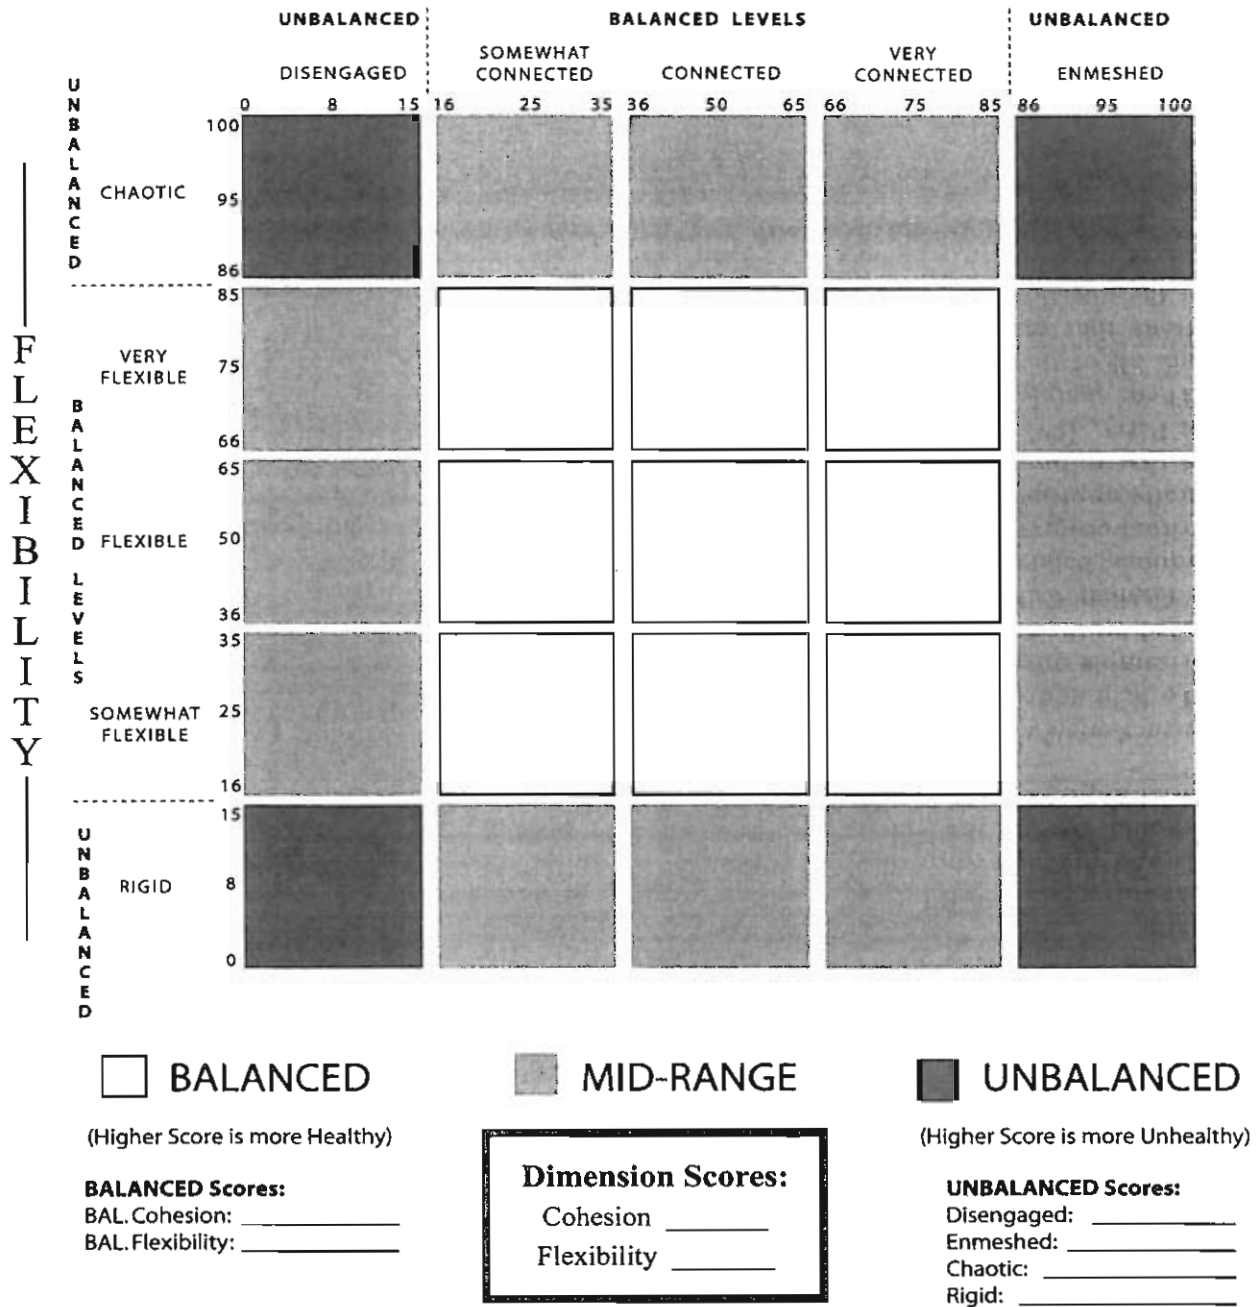 UNBALANCED BALANCED LEVELS UNBALANCED
DISENGAGED SOMEWHAT CONNECTED CONNECTED VERY CONNECTED ENMESHED
0 8 15 16 25 35 36 50 65 66 75 85 86 95 100
FLEXIBILITY
UNBALANCED
CHAOTIC
100
95
86
BALANCED LEVELS
VERY
FLEXIBLE
85
75
66
FLEXIBLE
65
50
36
SOMEWHAT
FLEXIBLE
35
25
16
UNBALANCED
RIGID
15
8
0
BALANCED
(Higher Score is more Healthy)
BALANCED Scores:
BAL. Cohesion:
BAL. Flexibility:
MID-RANGE
Dimension Scores:
Cohesion
Flexibility
UNBALANCED
(Higher Score is more Unhealthy)
UNBALANCED Scores:
Disengaged:
Enmeshed:
Chaotic:
Rigid: